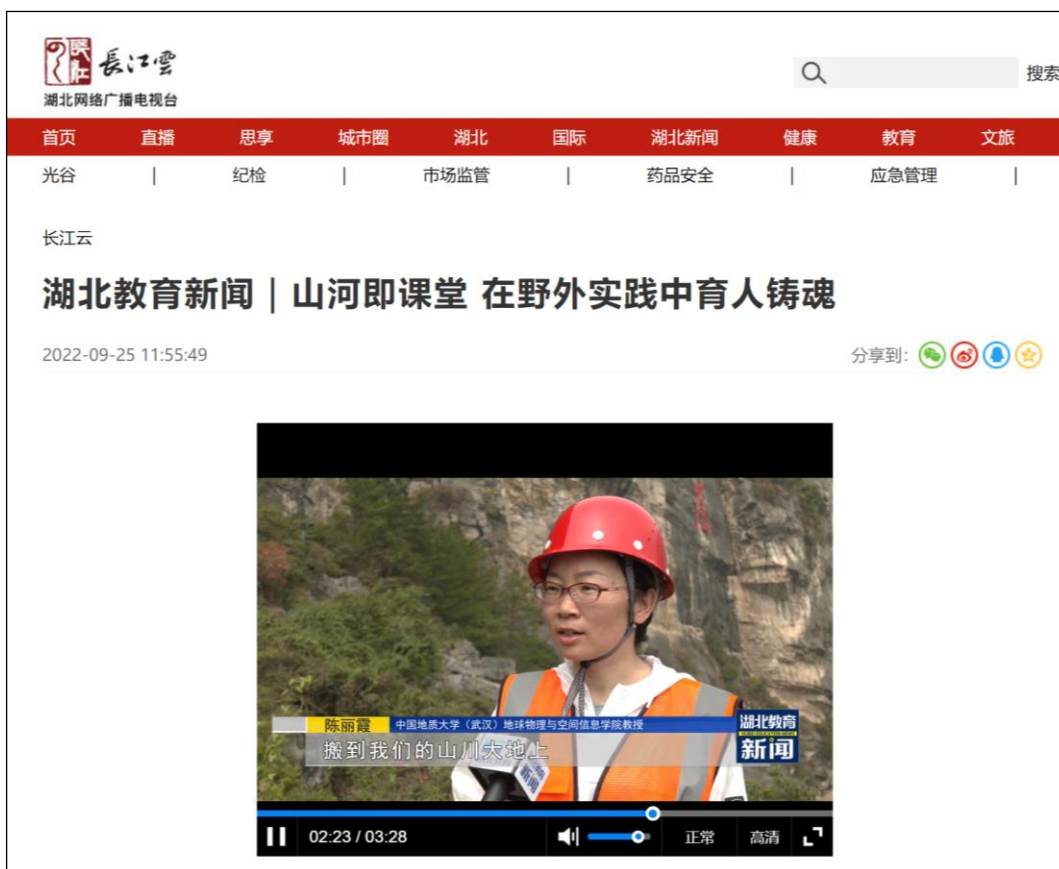 長江雲
湖北网络广播电视台
搜索
首页 直播 思享 城市圈 湖北 国际 湖北新闻 健康 教育 文旅
光谷 | 纪检 | 市场监管 | 药品安全 | 应急管理 |
长江云
湖北教育新闻｜山河即课堂 在野外实践中育人铸魂
2022-09-25 11:55:49 分享到：
陈丽霞 中国地质大学（武汉）地球物理与空间信息学院教授
搬到我们的山川大地上
湖北教育
新闻
02:23 / 03:28 正常 高清